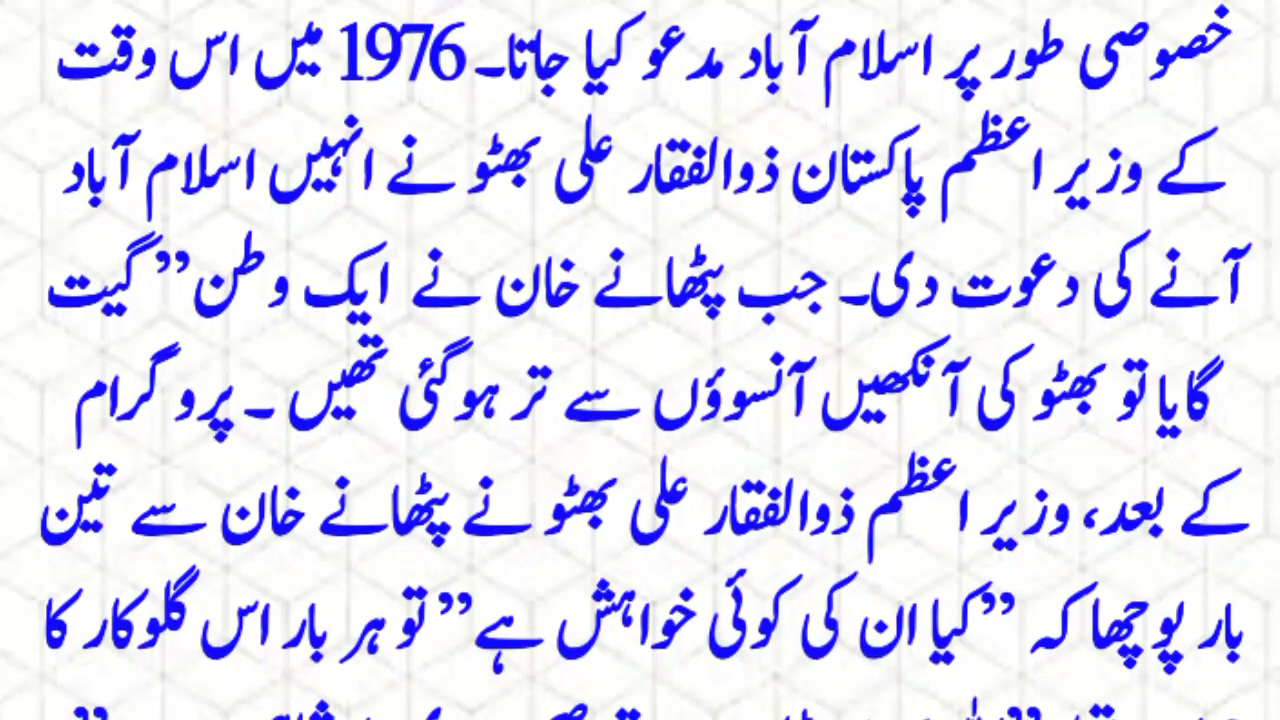 خصوصی طور پر اسلام آباد مدعو کیا جاتا۔ 1976 میں اس وقت
کے وزیر اعظم پاکستان ذوالفقار علی بھٹو نے انہیں اسلام آباد
آنے کی دعوت دی۔ جب پٹھانے خان نے ایک وطن” گیت
گایا تو بھٹو کی آنکھیں آنسوؤں سے تر ہو گئی تھیں ۔ پروگرام
کے بعد، وزیر اعظم ذوالفقار علی بھٹو نے پٹھانے خان سے تین
بار پوچھا کہ ”کیا ان کی کوئی خواہش ہے” تو ہر بار اس گلوکار کا